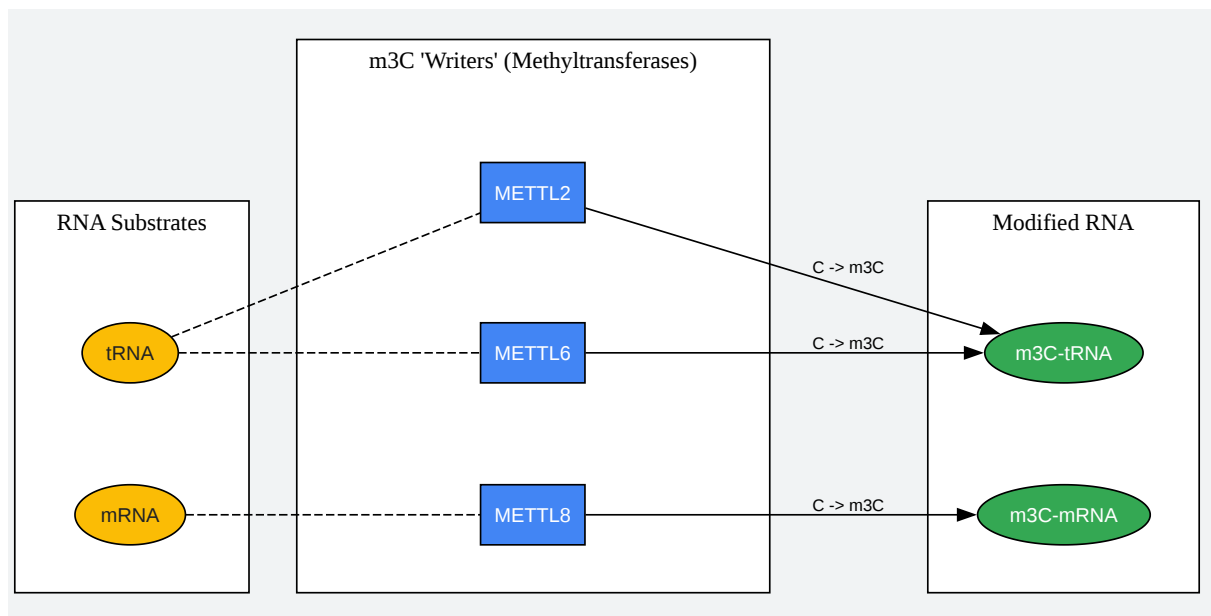 m3C 'Writers' (Methyltransferases)
METTL2
RNA Substrates
Modified RNA
C -> m3C
tRNA
METTL6
C -> m3C
m3C-tRNA
mRNA
METTL8
C -> m3C
m3C-mRNA